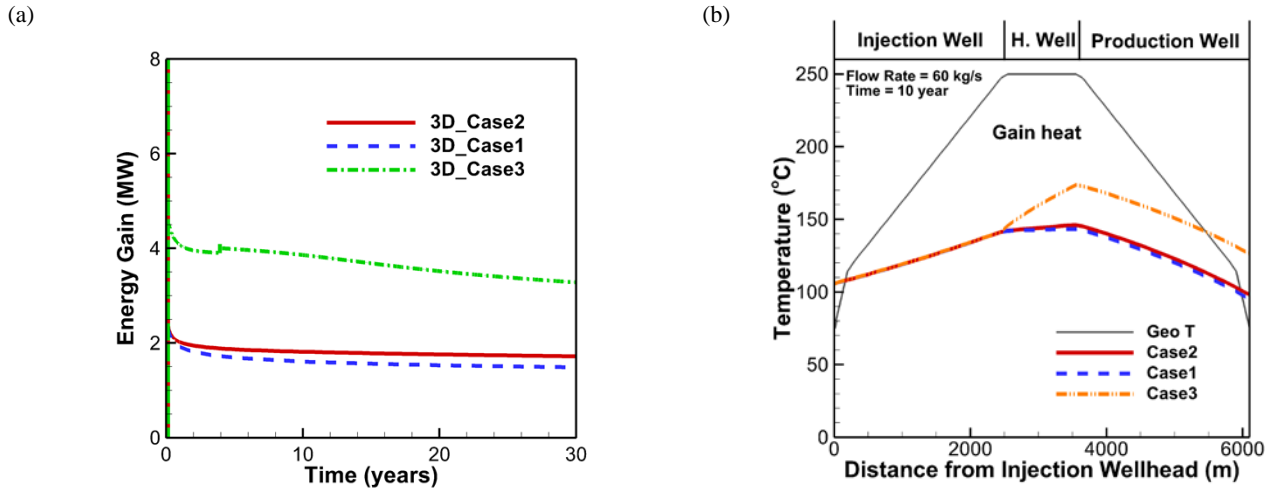 (a)
8
6
4
2
0
Energy Gain (MW)
3D_Case2
3D_Case1
3D_Case3
0 10 20 30
Time (years)
(b)
Injection Well H. Well Production Well
250
200
150
100
50
0
Temperature (°C)
Flow Rate = 60 kg/s
Time = 10 year
Gain heat
Geo T
Case2
Case1
Case3
0 2000 4000 6000
Distance from Injection Wellhead (m)